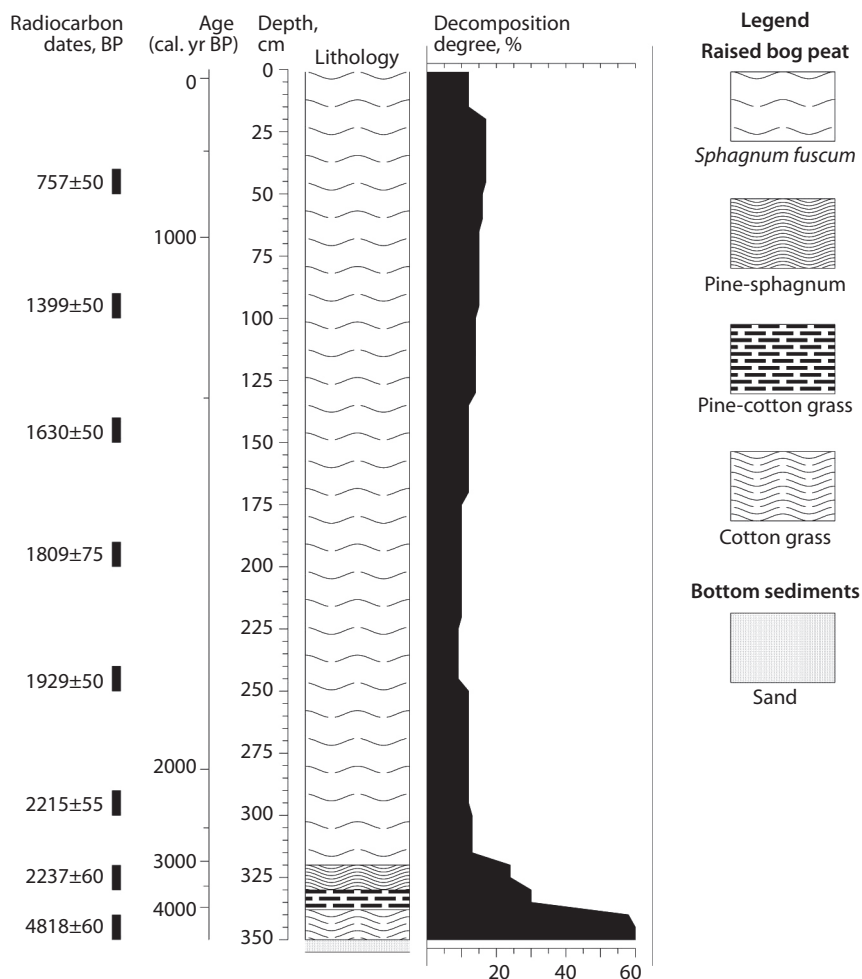 Radiocarbon
dates, BP
757±50
1399±50
1630±50
1809±75
1929±50
2215±55
2237±60
4818±60
Age
(cal. yr BP)
0
1000
2000
3000
4000
Depth,
cm
0
25
50
75
100
125
150
175
200
225
250
275
300
325
350
Lithology
Decomposition
degree, %
20
40
60
Legend
Raised bog peat
Sphagnum fuscum
Pine-sphagnum
Pine-cotton grass
Cotton grass
Bottom sediments
Sand